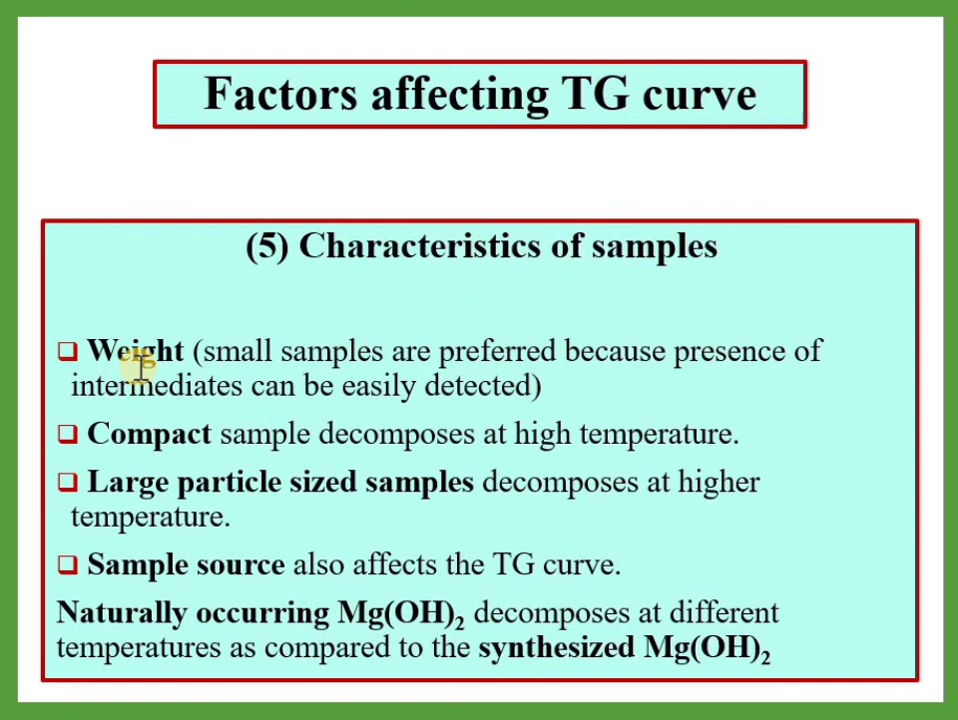 Factors affecting TG curve
(5) Characteristics of samples
❑ Weight (small samples are preferred because presence of
intermediates can be easily detected)
❑ Compact sample decomposes at high temperature.
❑ Large particle sized samples decomposes at higher
temperature.
❑ Sample source also affects the TG curve.
Naturally occurring Mg(OH)₂ decomposes at different
temperatures as compared to the synthesized Mg(OH)₂